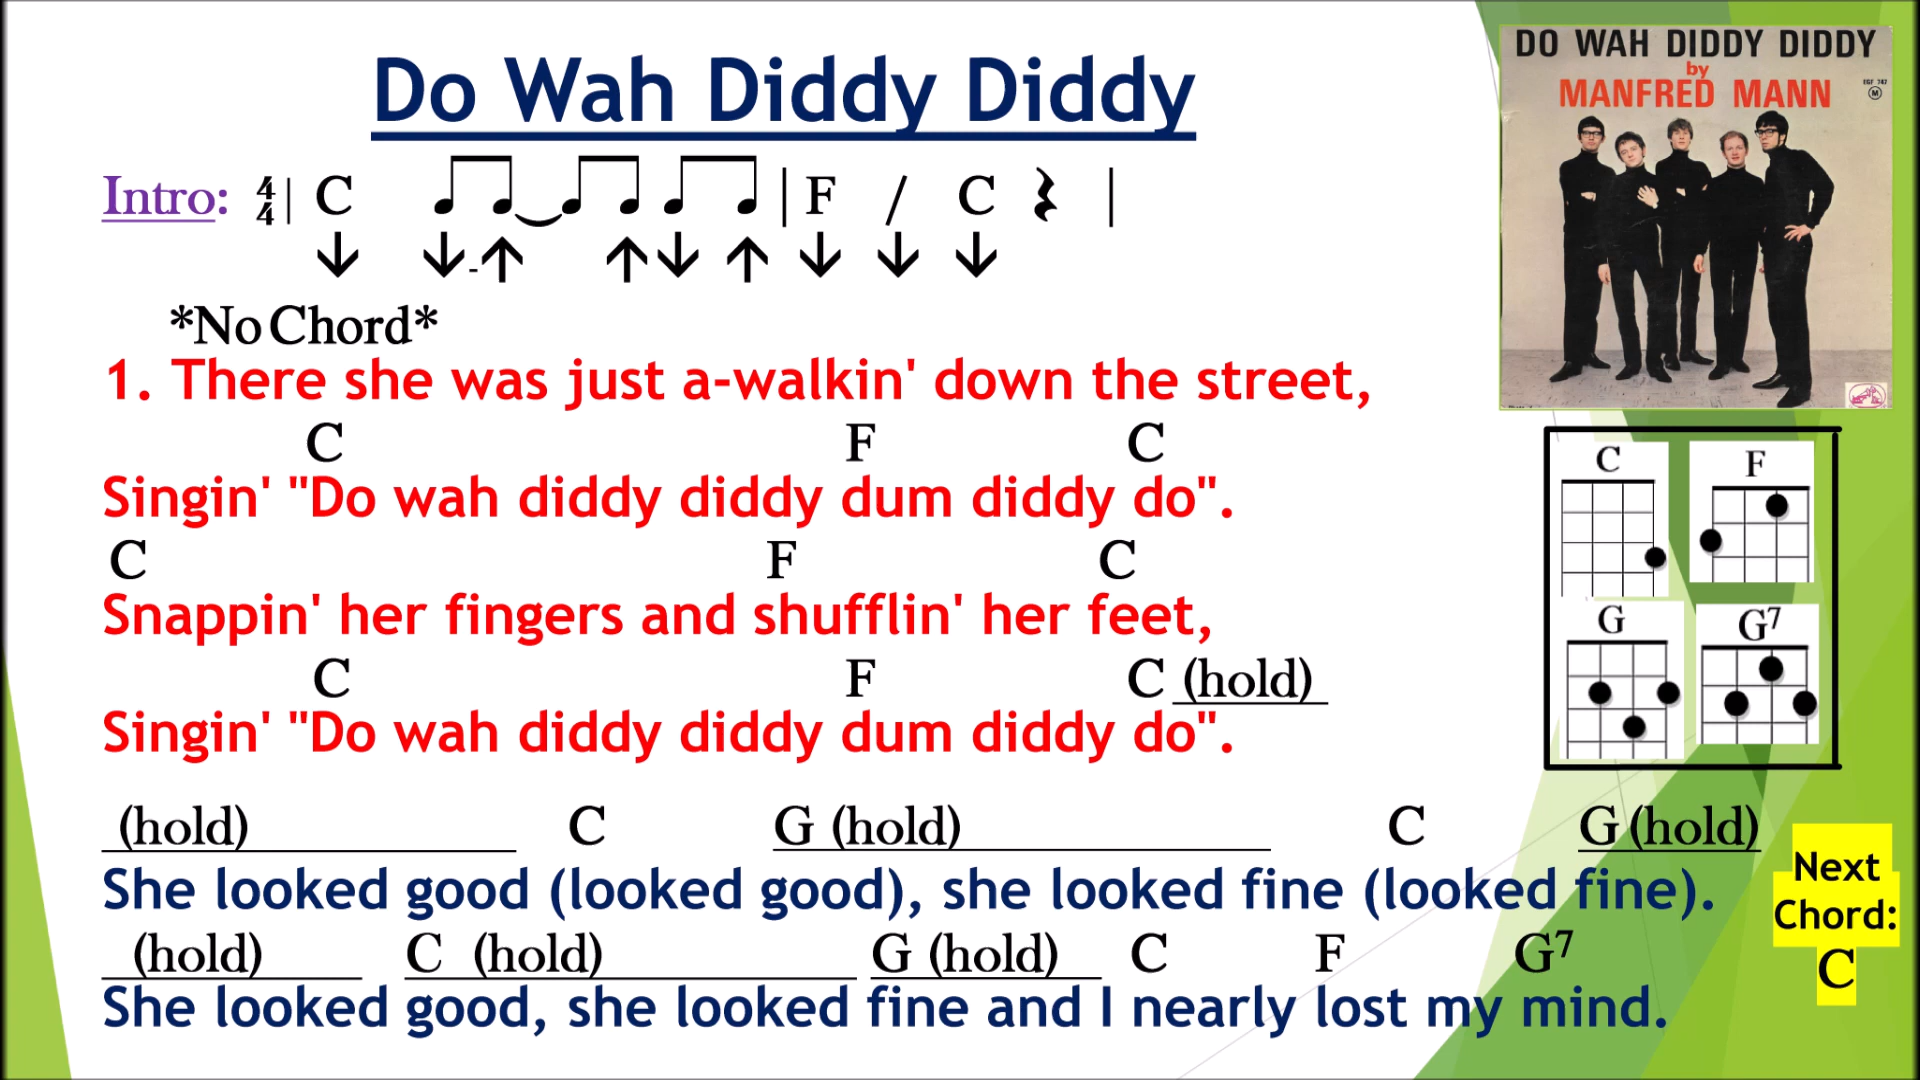 Do Wah Diddy Diddy
Intro: 4/4 | C | F / C |
*No Chord*
1. There she was just a-walkin' down the street,
C F C
Singin' "Do wah diddy diddy dum diddy do".
C F C
Snappin' her fingers and shufflin' her feet,
C F C (hold)
Singin' "Do wah diddy diddy dum diddy do".
(hold) C G (hold) C G (hold)
She looked good (looked good), she looked fine (looked fine).
(hold) C (hold) G (hold) C F G7
She looked good, she looked fine and I nearly lost my mind.
DO WAH DIDDY DIDDY
by
MANFRED MANN
C F
G G7
Next
Chord:
C